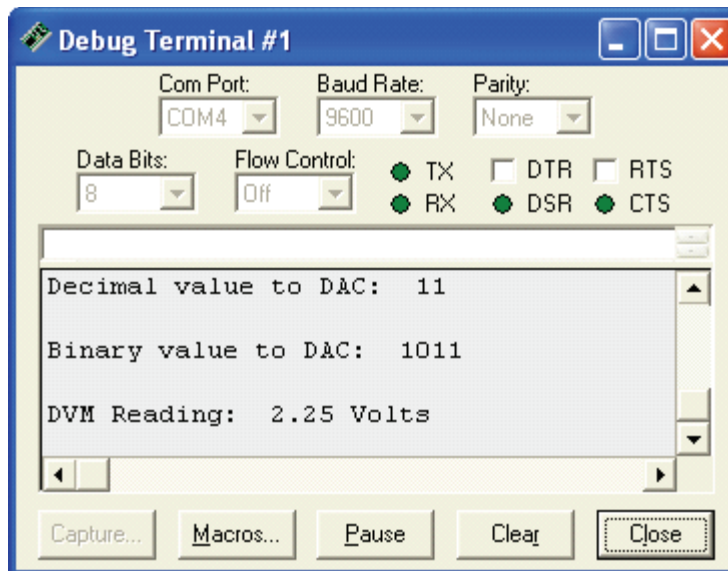 Debug Terminal #1
Com Port: Baud Rate: Parity:
COM4 9600 None
Data Bits: Flow Control: TX DTR RTS
8 Off RX DSR CTS
Decimal value to DAC:  11
Binary value to DAC:  1011
DVM Reading:  2.25 Volts
Capture... Macros... Pause Clear Close